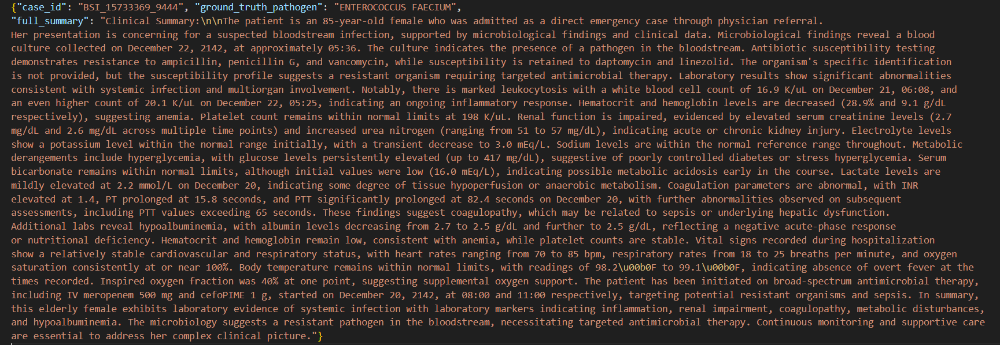 {"case_id": "BSI_15733369_9444", "ground_truth_pathogen": "ENTEROCOCCUS FAECIUM",
"full_summary": "Clinical Summary:\n\nThe patient is an 85-year-old female who was admitted as a direct emergency case through physician referral.
Her presentation is concerning for a suspected bloodstream infection, supported by microbiological findings and clinical data. Microbiological findings reveal a blood
culture collected on December 22, 2142, at approximately 05:36. The culture indicates the presence of a pathogen in the bloodstream. Antibiotic susceptibility testing
demonstrates resistance to ampicillin, penicillin G, and vancomycin, while susceptibility is retained to daptomycin and linezolid. The organism's specific identification
is not provided, but the susceptibility profile suggests a resistant organism requiring targeted antimicrobial therapy. Laboratory results show significant abnormalities
consistent with systemic infection and multiorgan involvement. Notably, there is marked leukocytosis with a white blood cell count of 16.9 K/uL on December 21, 06:08, and
an even higher count of 20.1 K/uL on December 22, 05:25, indicating an ongoing inflammatory response. Hematocrit and hemoglobin levels are decreased (28.9% and 9.1 g/dL
respectively), suggesting anemia. Platelet count remains within normal limits at 198 K/uL. Renal function is impaired, evidenced by elevated serum creatinine levels (2.7
mg/dL and 2.6 mg/dL across multiple time points) and increased urea nitrogen (ranging from 51 to 57 mg/dL), indicating acute or chronic kidney injury. Electrolyte levels
show a potassium level within the normal range initially, with a transient decrease to 3.0 mEq/L. Sodium levels are within the normal reference range throughout. Metabolic
derangements include hyperglycemia, with glucose levels persistently elevated (up to 417 mg/dL), suggestive of poorly controlled diabetes or stress hyperglycemia. Serum
bicarbonate remains within normal limits, although initial values were low (16.0 mEq/L), indicating possible metabolic acidosis early in the course. Lactate levels are
mildly elevated at 2.2 mmol/L on December 20, indicating some degree of tissue hypoperfusion or anaerobic metabolism. Coagulation parameters are abnormal, with INR
elevated at 1.4, PT prolonged at 15.8 seconds, and PTT significantly prolonged at 82.4 seconds on December 20, with further abnormalities observed on subsequent
assessments, including PTT values exceeding 65 seconds. These findings suggest coagulopathy, which may be related to sepsis or underlying hepatic dysfunction.
Additional labs reveal hypoalbuminemia, with albumin levels decreasing from 2.7 to 2.5 g/dL and further to 2.5 g/dL, reflecting a negative acute-phase response
or nutritional deficiency. Hematocrit and hemoglobin remain low, consistent with anemia, while platelet counts are stable. Vital signs recorded during hospitalization
show a relatively stable cardiovascular and respiratory status, with heart rates ranging from 70 to 85 bpm, respiratory rates from 18 to 25 breaths per minute, and oxygen
saturation consistently at or near 100%. Body temperature remains within normal limits, with readings of 98.2\u00b0F to 99.1\u00b0F, indicating absence of overt fever at the
times recorded. Inspired oxygen fraction was 40% at one point, suggesting supplemental oxygen support. The patient has been initiated on broad-spectrum antimicrobial therapy,
including IV meropenem 500 mg and cefoPIME 1 g, started on December 20, 2142, at 08:00 and 11:00 respectively, targeting potential resistant organisms and sepsis. In summary,
this elderly female exhibits laboratory evidence of systemic infection with laboratory markers indicating inflammation, renal impairment, coagulopathy, metabolic disturbances,
and hypoalbuminemia. The microbiology suggests a resistant pathogen in the bloodstream, necessitating targeted antimicrobial therapy. Continuous monitoring and supportive care
are essential to address her complex clinical picture."}